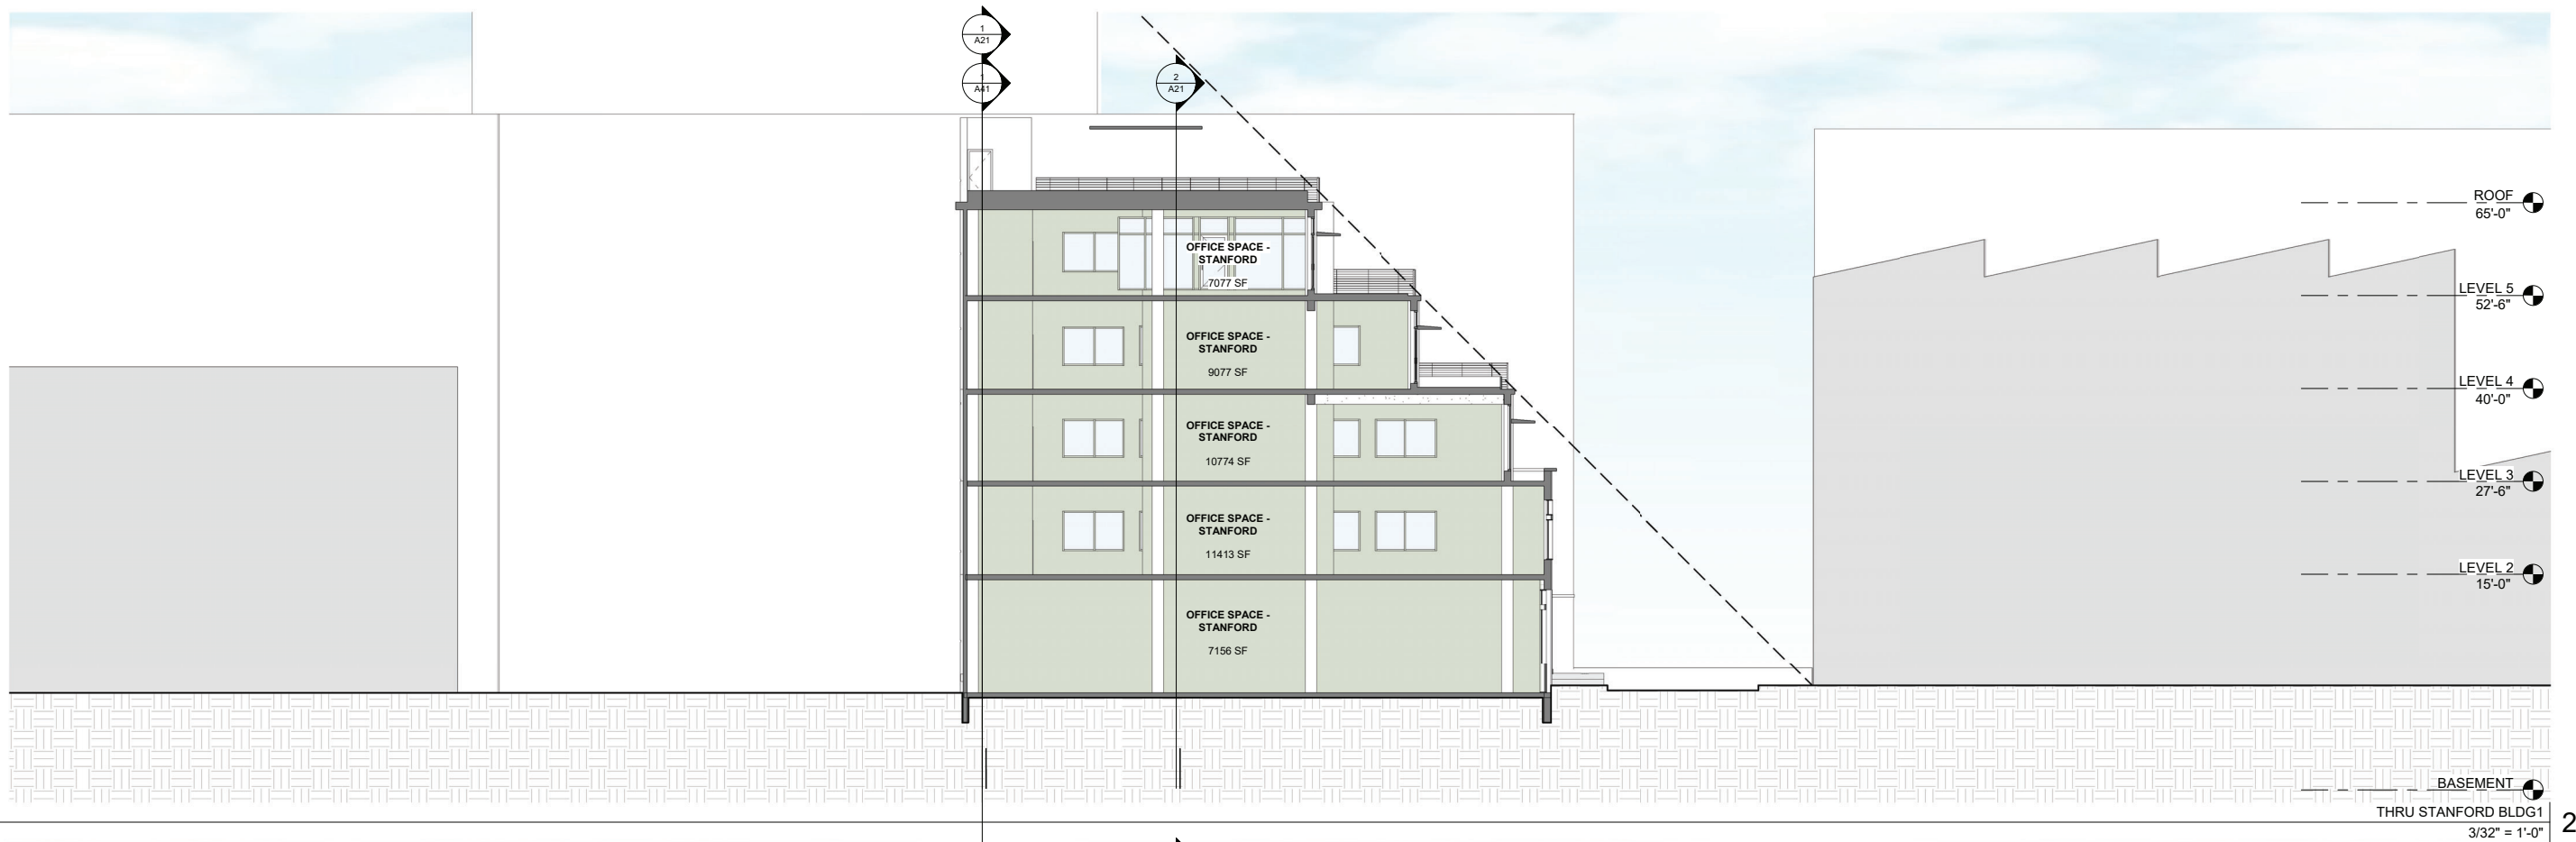 1
A21
1
A41
2
A21
ROOF
65'-0"
OFFICE SPACE -
STANFORD
7077 SF
LEVEL 5
52'-6"
OFFICE SPACE -
STANFORD
9077 SF
LEVEL 4
40'-0"
OFFICE SPACE -
STANFORD
10774 SF
LEVEL 3
27'-6"
OFFICE SPACE -
STANFORD
11413 SF
LEVEL 2
15'-0"
OFFICE SPACE -
STANFORD
7156 SF
BASEMENT
THRU STANFORD BLDG1
3/32" = 1'-0"
2